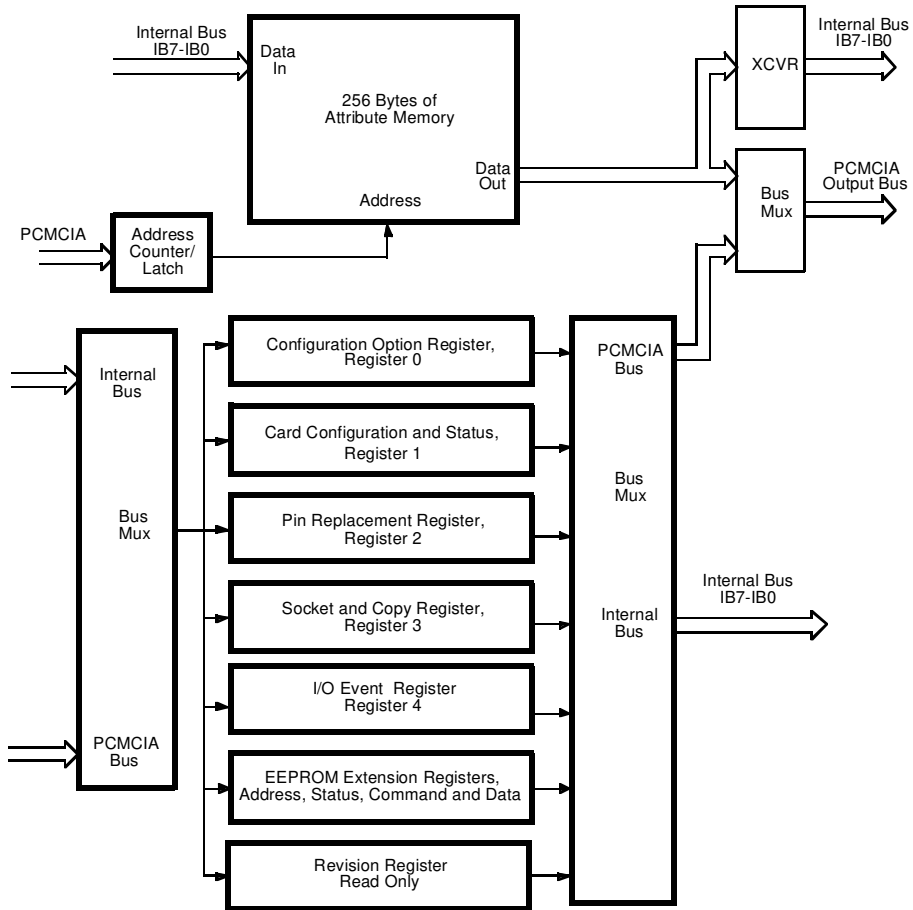 Internal Bus
IB7-IB0
Data
In
256 Bytes of
Attribute Memory
Data
Out
Address
XCVR
Internal Bus
IB7-IB0
Bus
Mux
PCMCIA
Output Bus
PCMCIA
Address
Counter/
Latch
Internal
Bus
Bus
Mux
PCMCIA
Bus
Configuration Option Register,
Register 0
Card Configuration and Status,
Register 1
Pin Replacement Register,
Register 2
Socket and Copy Register,
Register 3
I/O Event Register
Register 4
EEPROM Extension Registers,
Address, Status, Command and Data
Revision Register
Read Only
PCMCIA
Bus
Bus
Mux
Internal
Bus
Internal Bus
IB7-IB0